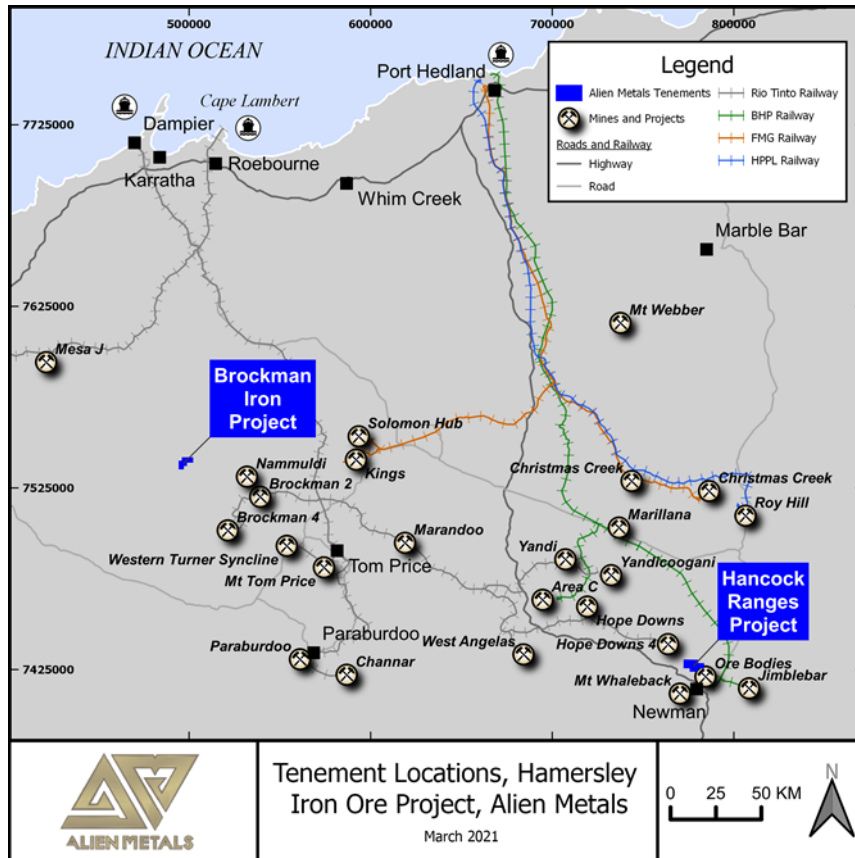 500000
600000
700000
800000
INDIAN OCEAN
Port Hedland
Cape Lambert
7725000
Dampier
Karratha
Roebourne
Whim Creek
Legend
Alien Metals Tenements
Mines and Projects
Roads and Railway
Highway
Road
Rio Tinto Railway
BHP Railway
FMG Railway
HPPL Railway
Marble Bar
7625000
Mt Webber
Mesa J
Brockman
Iron
Project
Solomon Hub
Kings
Nammuldi
Brockman 2
Christmas Creek
Christmas Creek
7525000
Roy Hill
Brockman 4
Marandoo
Marillana
Western Turner Syncline
Tom Price
Mt Tom Price
Yandi
Yandicoogani
Area C
Hancock
Ranges
Project
Hope Downs
Paraburdoo
Paraburdoo
West Angelas
Hope Downs 4
7425000
Channar
Ore Bodies
Mt Whaleback
Jimblebar
Newman
ALIEN METALS
Tenement Locations, Hamersley
Iron Ore Project, Alien Metals
March 2021
0 25 50 KM
N